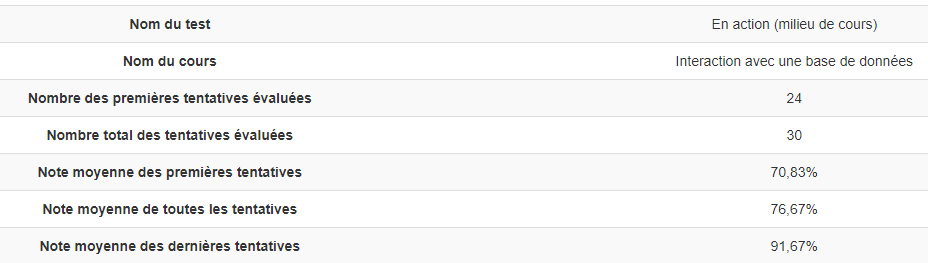 Nom du test En action (milieu de cours)
Nom du cours Interaction avec une base de données
Nombre des premières tentatives évaluées 24
Nombre total des tentatives évaluées 30
Note moyenne des premières tentatives 70,83%
Note moyenne de toutes les tentatives 76,67%
Note moyenne des dernières tentatives 91,67%